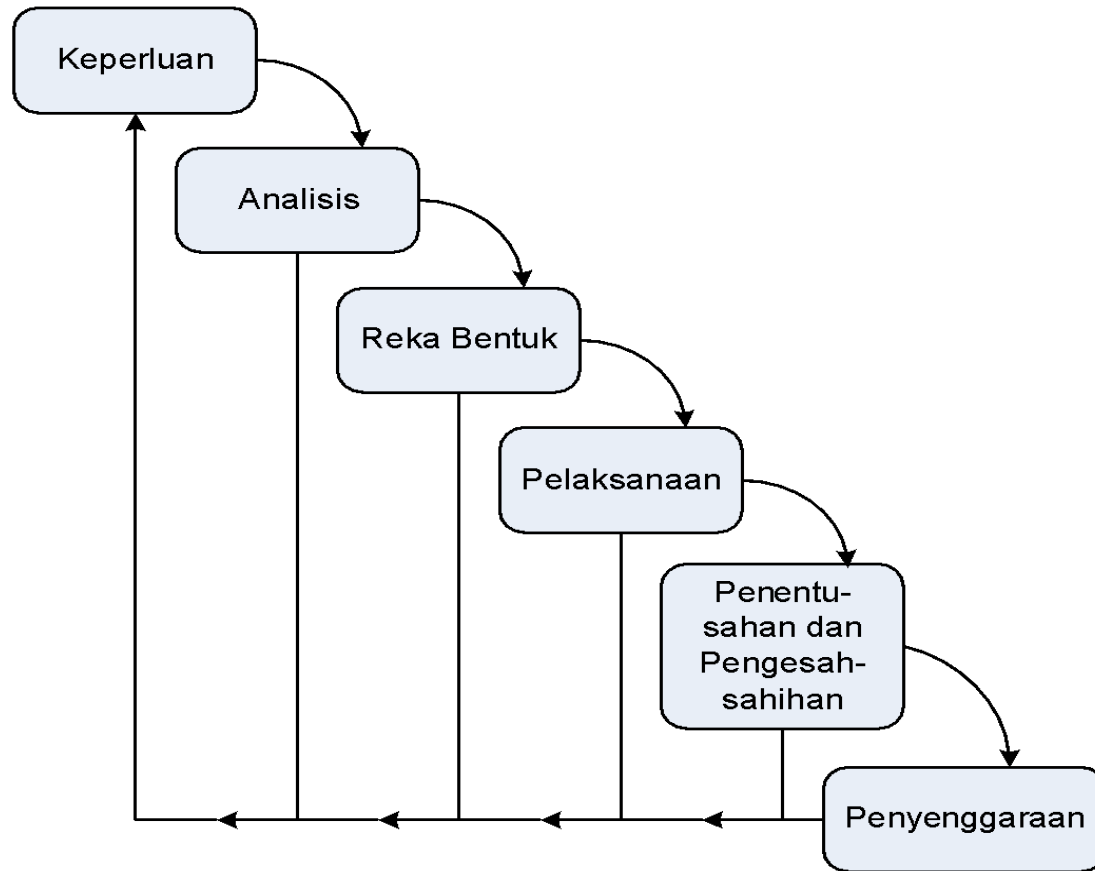 Keperluan
Analisis
Reka Bentuk
Pelaksanaan
Penentu-
sahan dan
Pengesah-
sahihan
Penyenggaraan